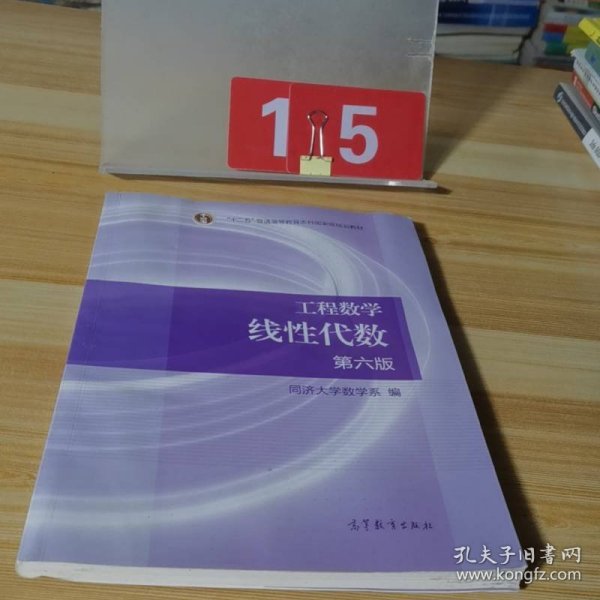 15
"十二五"普通高等教育本科国家级规划教材
工程数学
线性代数
第六版
同济大学数学系 编
高等教育出版社
孔夫子旧书网
www.kongfz.com